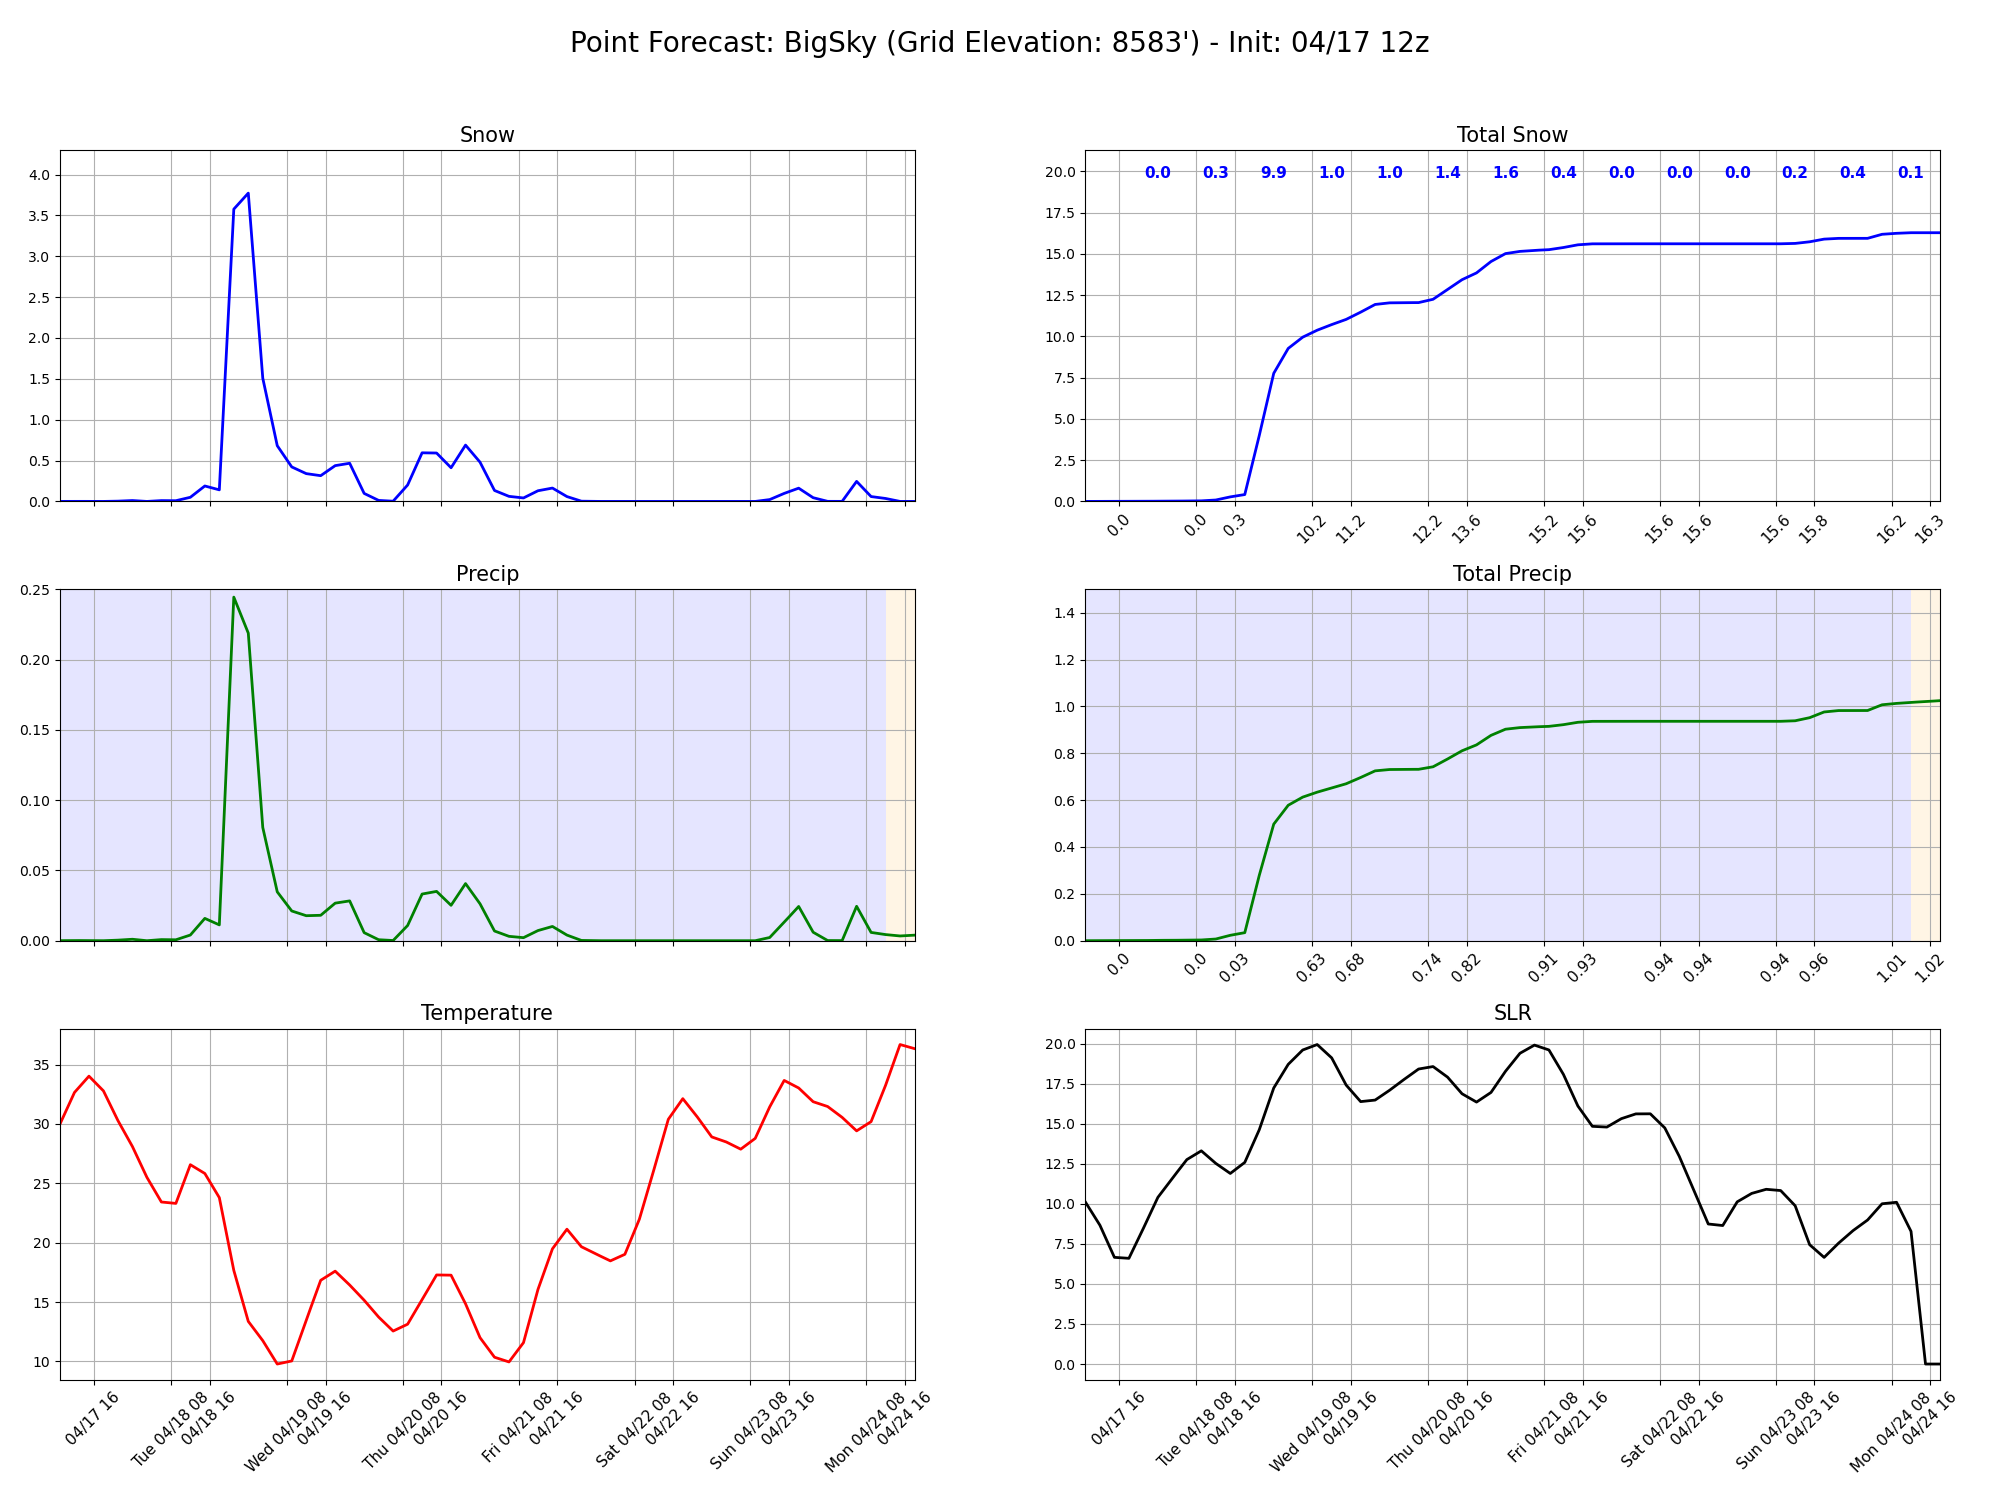 Point Forecast: BigSky (Grid Elevation: 8583') - Init: 04/17 12z
Snow
4.0
3.5
3.0
2.5
2.0
1.5
1.0
0.5
0.0
Total Snow
20.0
17.5
15.0
12.5
10.0
7.5
5.0
2.5
0.0
0.0 0.3 9.9 1.0 1.0 1.4 1.6 0.4 0.0 0.0 0.0 0.2 0.4 0.1
0.0 0.0 0.3 10.2 11.2 12.2 13.6 15.2 15.6 15.6 15.6 15.6 15.8 16.2 16.3
Precip
0.25
0.20
0.15
0.10
0.05
0.00
Total Precip
1.4
1.2
1.0
0.8
0.6
0.4
0.2
0.0
0.0 0.0 0.03 0.63 0.68 0.74 0.82 0.91 0.93 0.94 0.94 0.94 0.96 1.01 1.02
Temperature
35
30
25
20
15
10
04/17 16
Tue 04/18 08
04/18 16
Wed 04/19 08
04/19 16
Thu 04/20 08
04/20 16
Fri 04/21 08
04/21 16
Sat 04/22 08
04/22 16
Sun 04/23 08
04/23 16
Mon 04/24 08
04/24 16
SLR
20.0
17.5
15.0
12.5
10.0
7.5
5.0
2.5
0.0
04/17 16
Tue 04/18 08
04/18 16
Wed 04/19 08
04/19 16
Thu 04/20 08
04/20 16
Fri 04/21 08
04/21 16
Sat 04/22 08
04/22 16
Sun 04/23 08
04/23 16
Mon 04/24 08
04/24 16